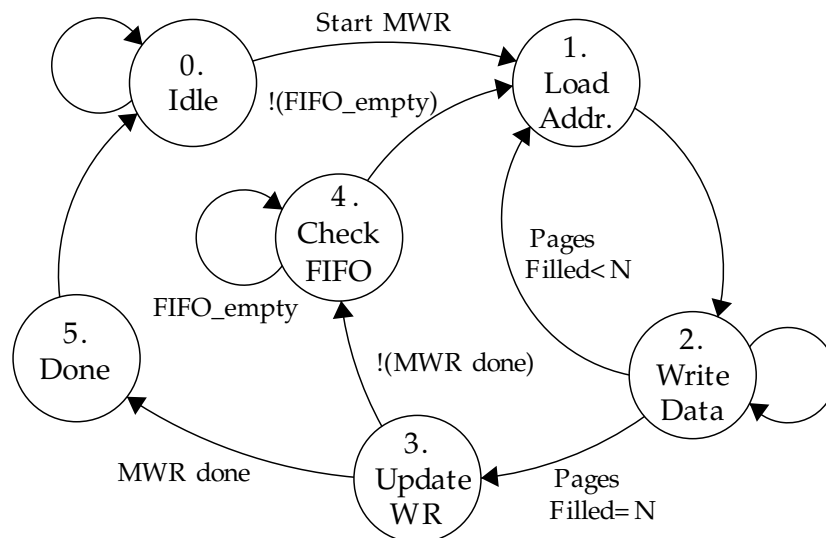 Start MWR
0.
Idle
1.
Load
Addr.
!(FIFO_empty)
4.
Check
FIFO
FIFO_empty
Pages
Filled<N
5.
Done
!(MWR done)
2.
Write
Data
3.
Update
WR
MWR done
Pages
Filled=N